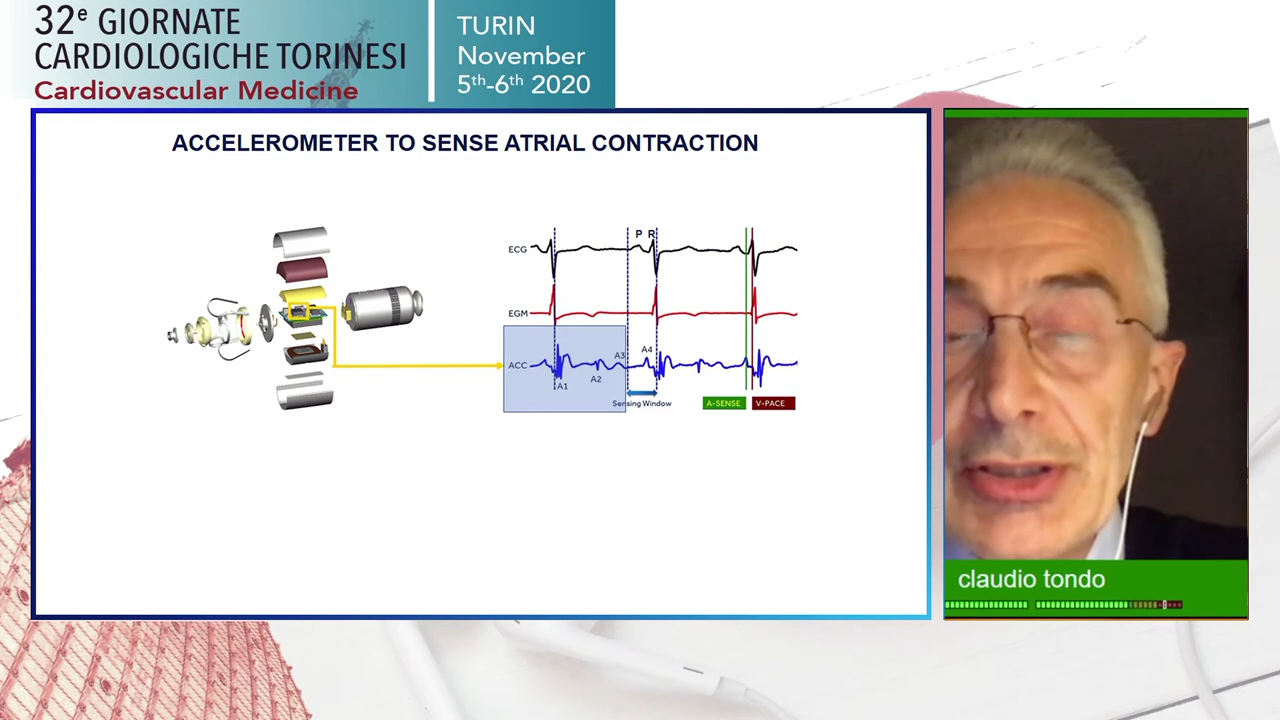 32e GIORNATE
CARDIOLOGICHE TORINESI
Cardiovascular Medicine
TURIN
November
5th-6th 2020
ACCELEROMETER TO SENSE ATRIAL CONTRACTION
P R
ECG
EGM
ACC
A1
A2
A3
A4
Sensing Window
A-SENSE
V-PACE
claudio tondo